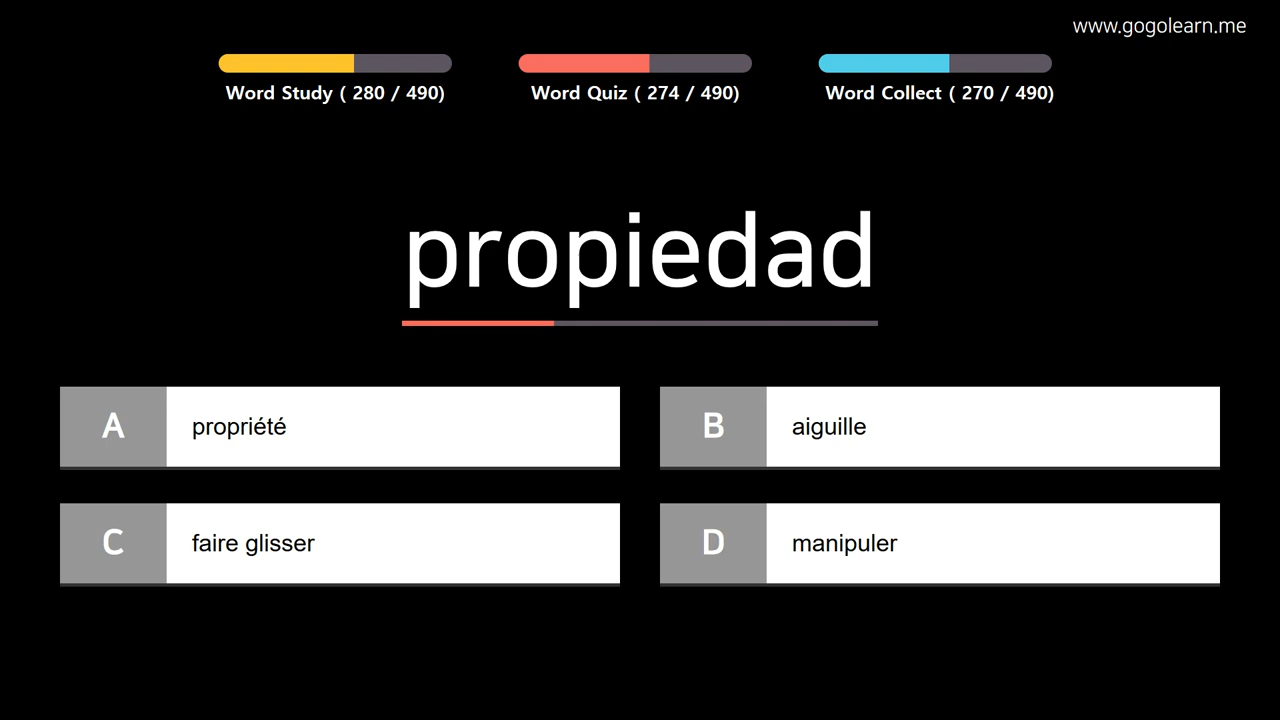 www.gogolearn.me
Word Study ( 280 / 490)
Word Quiz ( 274 / 490)
Word Collect ( 270 / 490)
propiedad
A
propriété
B
aiguille
C
faire glisser
D
manipuler